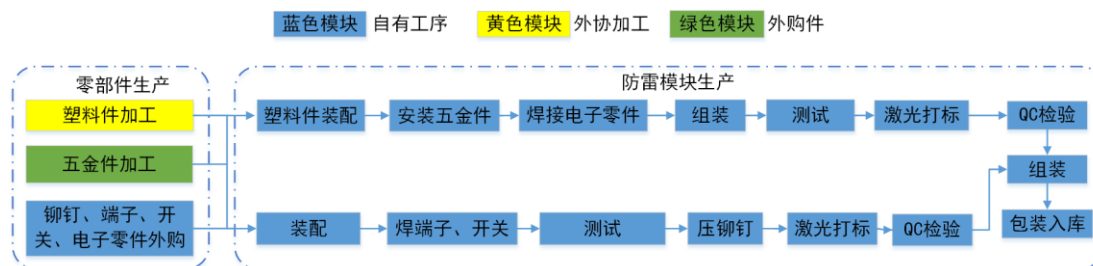 蓝色模块 自有工序 黄色模块 外协加工 绿色模块 外购件
零部件生产
塑料件加工
五金件加工
铆钉、端子、开
关、电子零件外购
防雷模块生产
塑料件装配 安装五金件 焊接电子零件 组装 测试 激光打标 QC检验
组装
装配 焊端子、开关 测试 压铆钉 激光打标 QC检验
包装入库